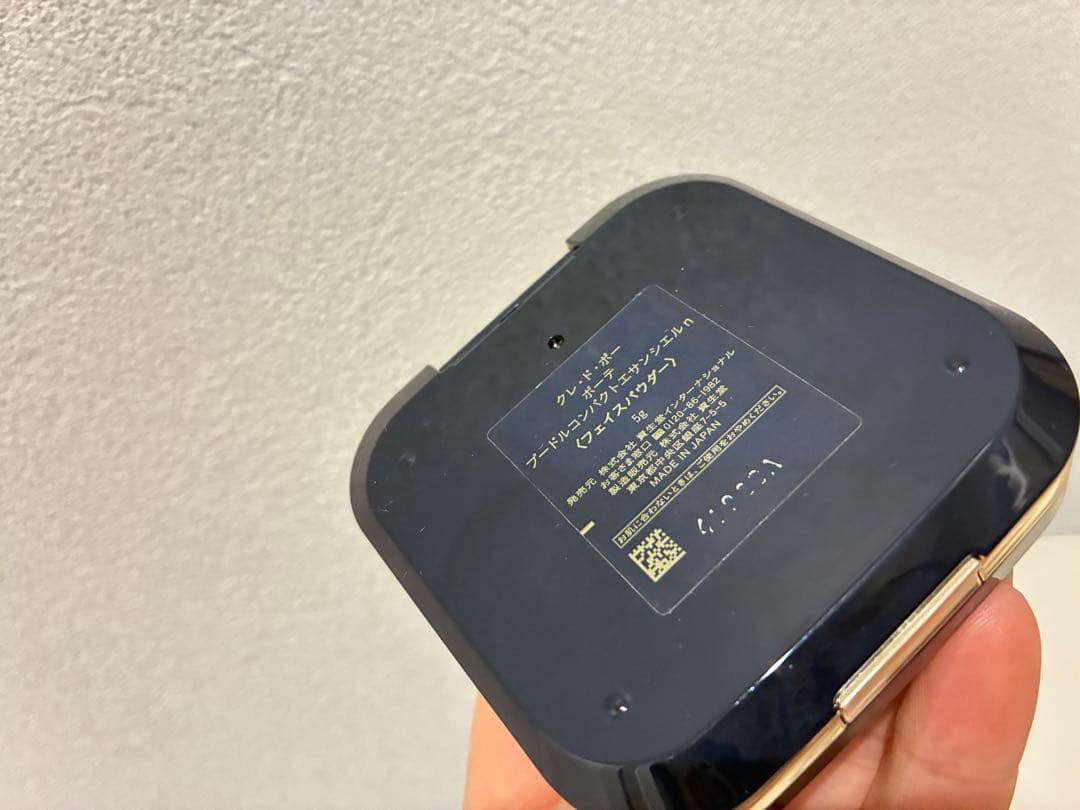 クレ・ド・ポー
ボーテ
プードルコンパクトエサンシエルn
〈フェイスパウダー〉
5g
発売元 株式会社 資生堂インターナショナル
お客さま窓口 0120-86-1982
製造販売元 株式会社 資生堂
東京都中央区銀座7-5-5
MADE IN JAPAN
お肌に合わないときは、ご使用をおやめください。